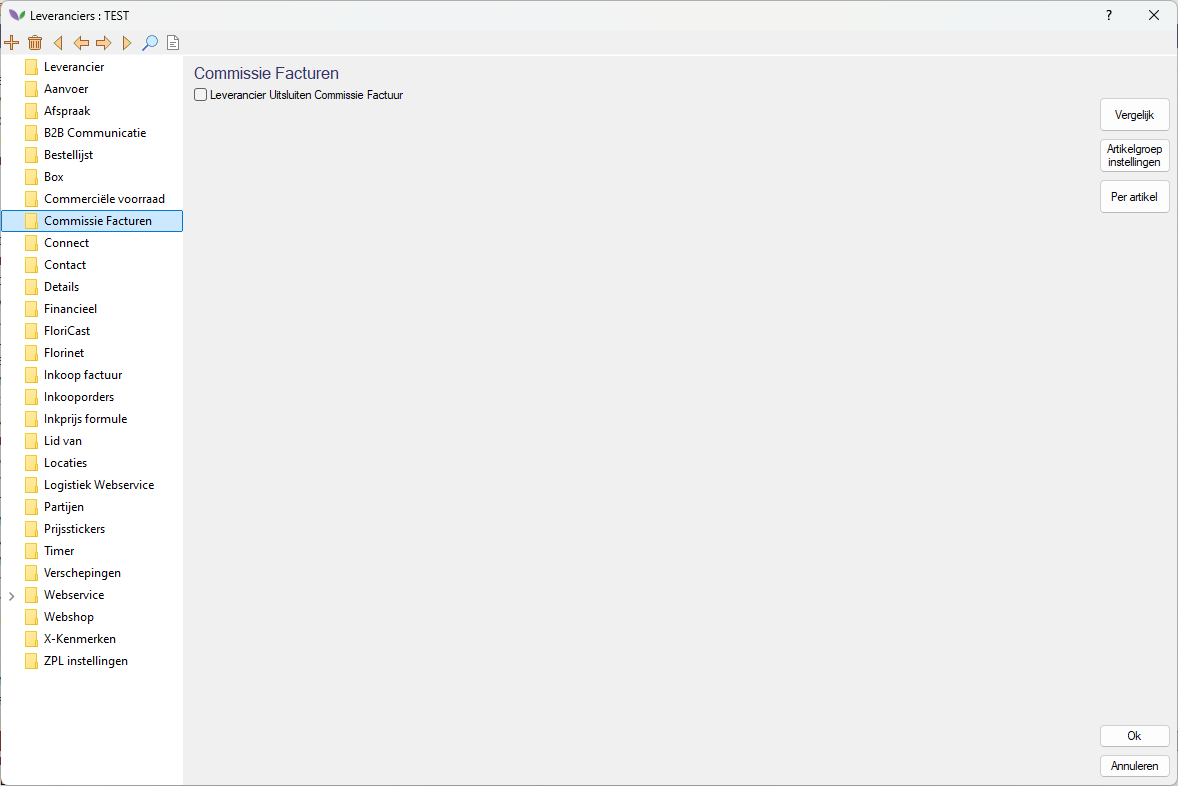 Leveranciers : TEST
?
Leverancier
Aanvoer
Afspraak
B2B Communicatie
Bestellijst
Box
Commerciële voorraad
Commissie Facturen
Connect
Contact
Details
Financieel
FloriCast
Florinet
Inkoop factuur
Inkooporders
Inkprijs formule
Lid van
Locaties
Logistiek Webservice
Partijen
Prijsstickers
Timer
Verschepingen
Webservice
Webshop
X-Kenmerken
ZPL instellingen
Commissie Facturen
Leverancier Uitsluiten Commissie Factuur
Vergelijk
Artikelgroep
instellingen
Per artikel
Ok
Annuleren